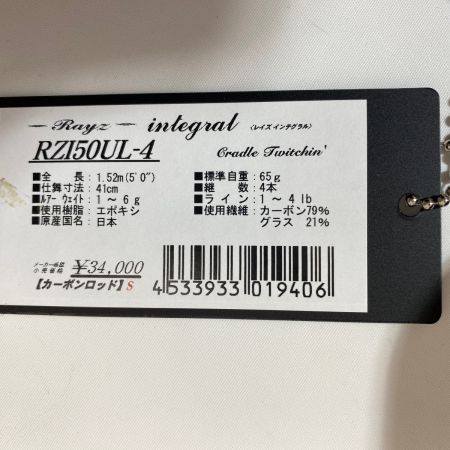 Rayz integral (レイズ インテグラル)
RZI50UL-4 Cradle Twitchin'
■全長:1.52m(5'0") ■標準自重:65g
■仕舞寸法:41cm ■継数:4本
■ルアーウェイト:1～6g ■ライン:1～4lb
■使用樹脂:エポキシ ■使用繊維:カーボン79%
■原産国名:日本 グラス 21%
メーカー希望
小売価格 ¥34,000
【カーボンロッド】S
4533933019406